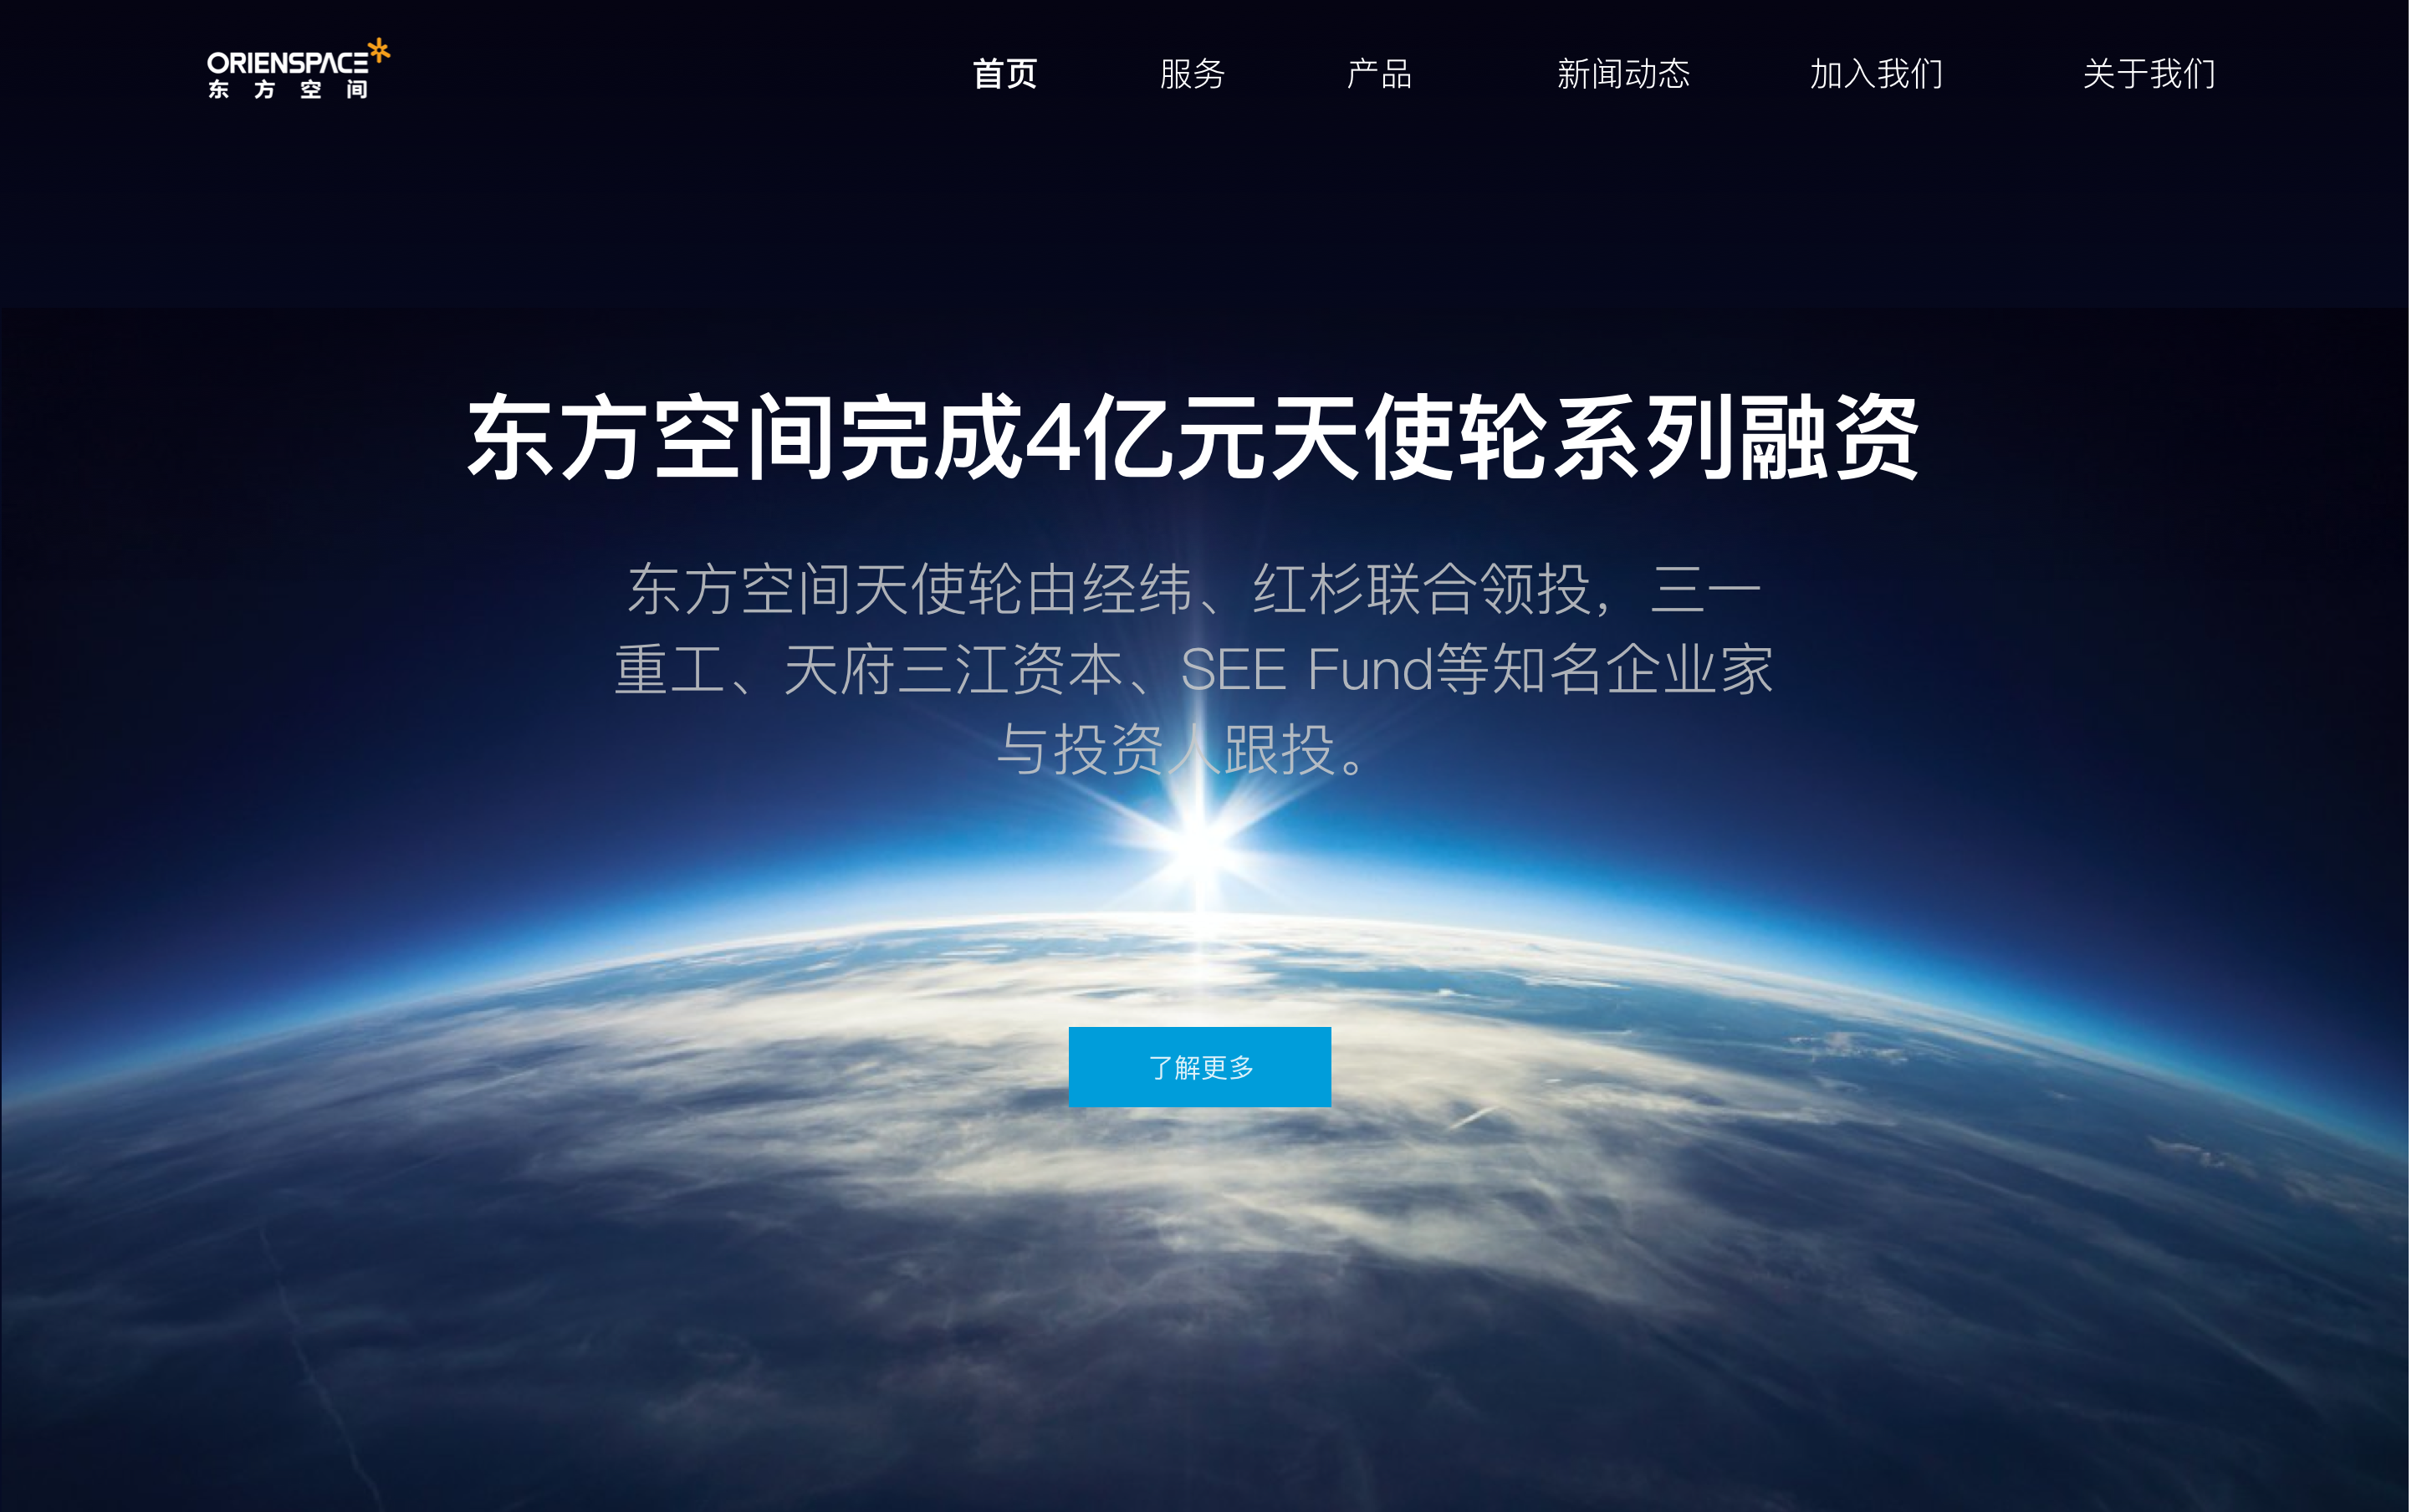 ORIENSPACE
东方空间
首页 服务 产品 新闻动态 加入我们 关于我们
东方空间完成4亿元天使轮系列融资
东方空间天使轮由经纬、红杉联合领投，三一
重工、天府三江资本、SEE Fund等知名企业家
与投资人跟投。
了解更多